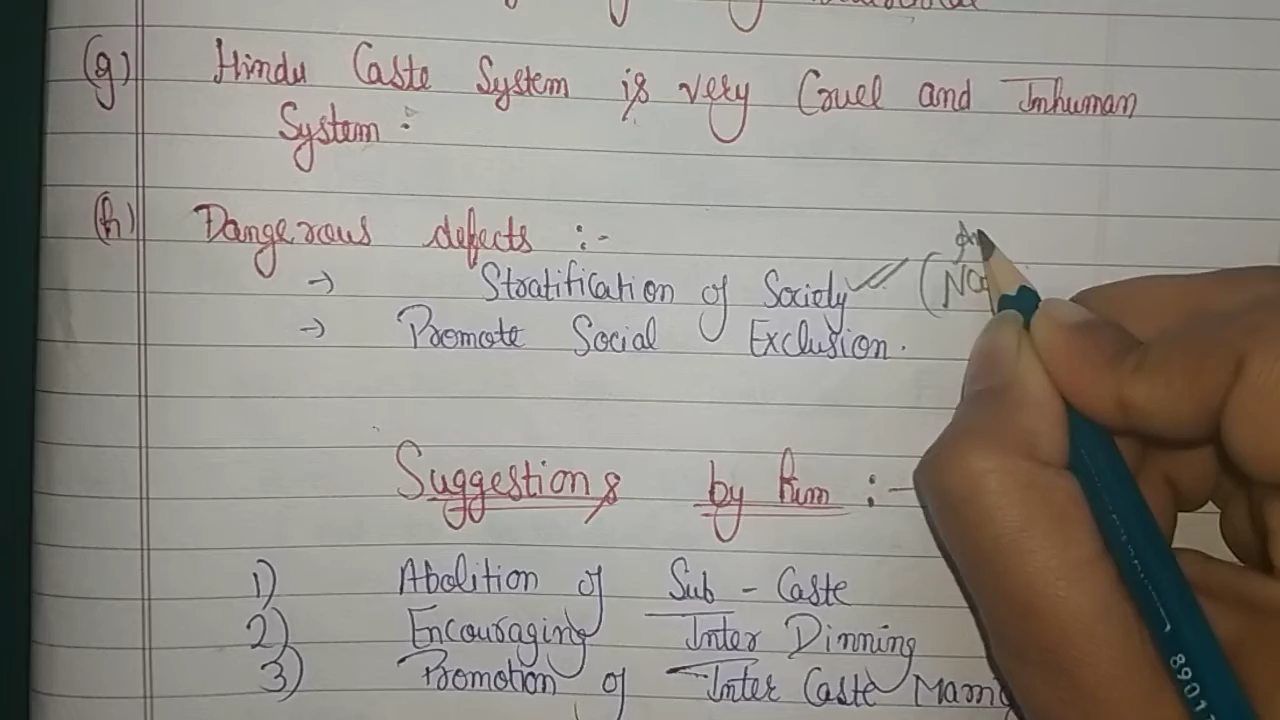 (g) Hindu Caste System is very Cruel and Inhuman
System :
(h) Dangerous defects :-
→ Stratification of Society (
→ Promote Social Exclusion.
Suggestions by him :-
1) Abolition of Sub - Caste
2) Encouraging Inter Dinning
3) Promotion of Inter Caste
8901